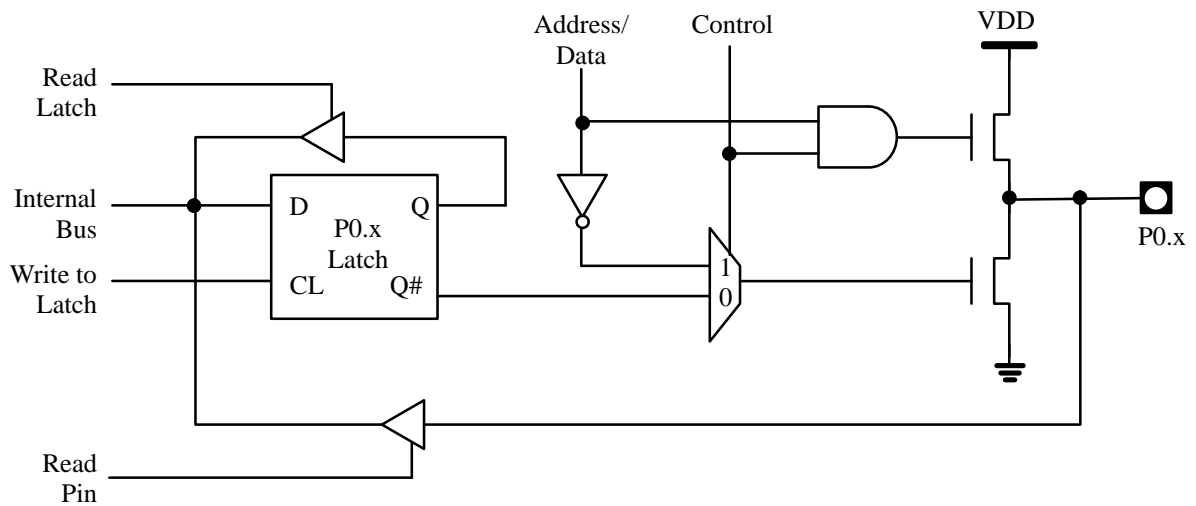 Address/
Data
Control
VDD
Read
Latch
Internal
Bus
D
Q
P0.x
Latch
P0.x
Write to
Latch
CL
Q#
1
0
Read
Pin